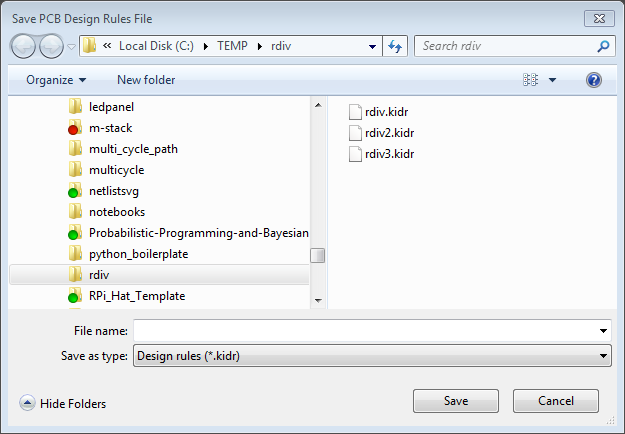 Save PCB Design Rules File
« Local Disk (C:) TEMP rdiv
Search rdiv
Organize New folder
ledpanel
m-stack
multi_cycle_path
multicycle
netlistsvg
notebooks
Probabilistic-Programming-and-Bayesian
python_boilerplate
rdiv
RPi_Hat_Template
rdiv.kidr
rdiv2.kidr
rdiv3.kidr
File name:
Save as type: Design rules (*.kidr)
Hide Folders Save Cancel